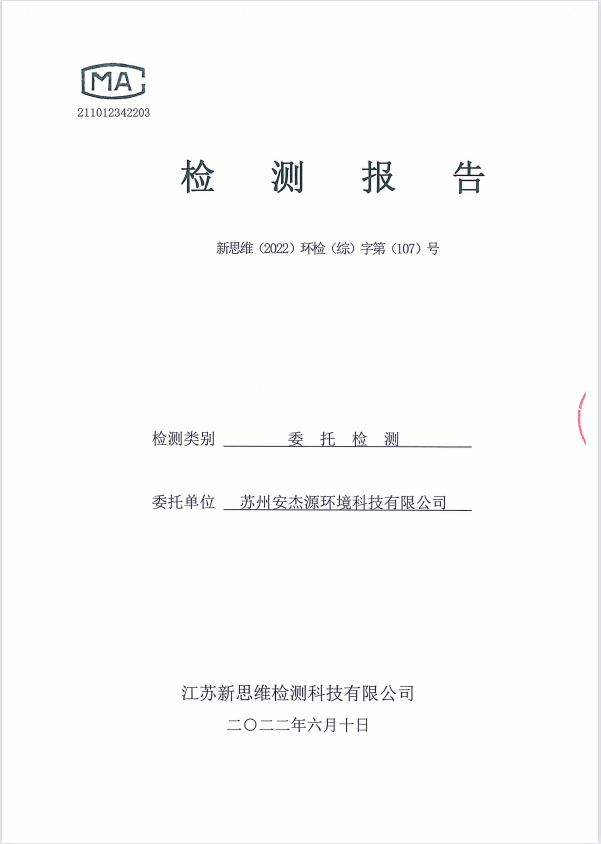 MA
211012342203
检测报告
新思维（2022）环检（综）字第（107）号
检测类别 委托检测
委托单位 苏州安杰源环境科技有限公司
江苏新思维检测科技有限公司
二〇二二年六月十日